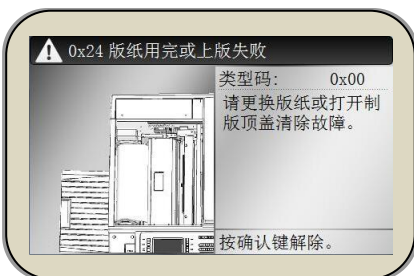 0x24 版纸用完或上版失败
类型码: 0x00
请更换版纸或打开制
版顶盖清除故障。
按确认键解除。